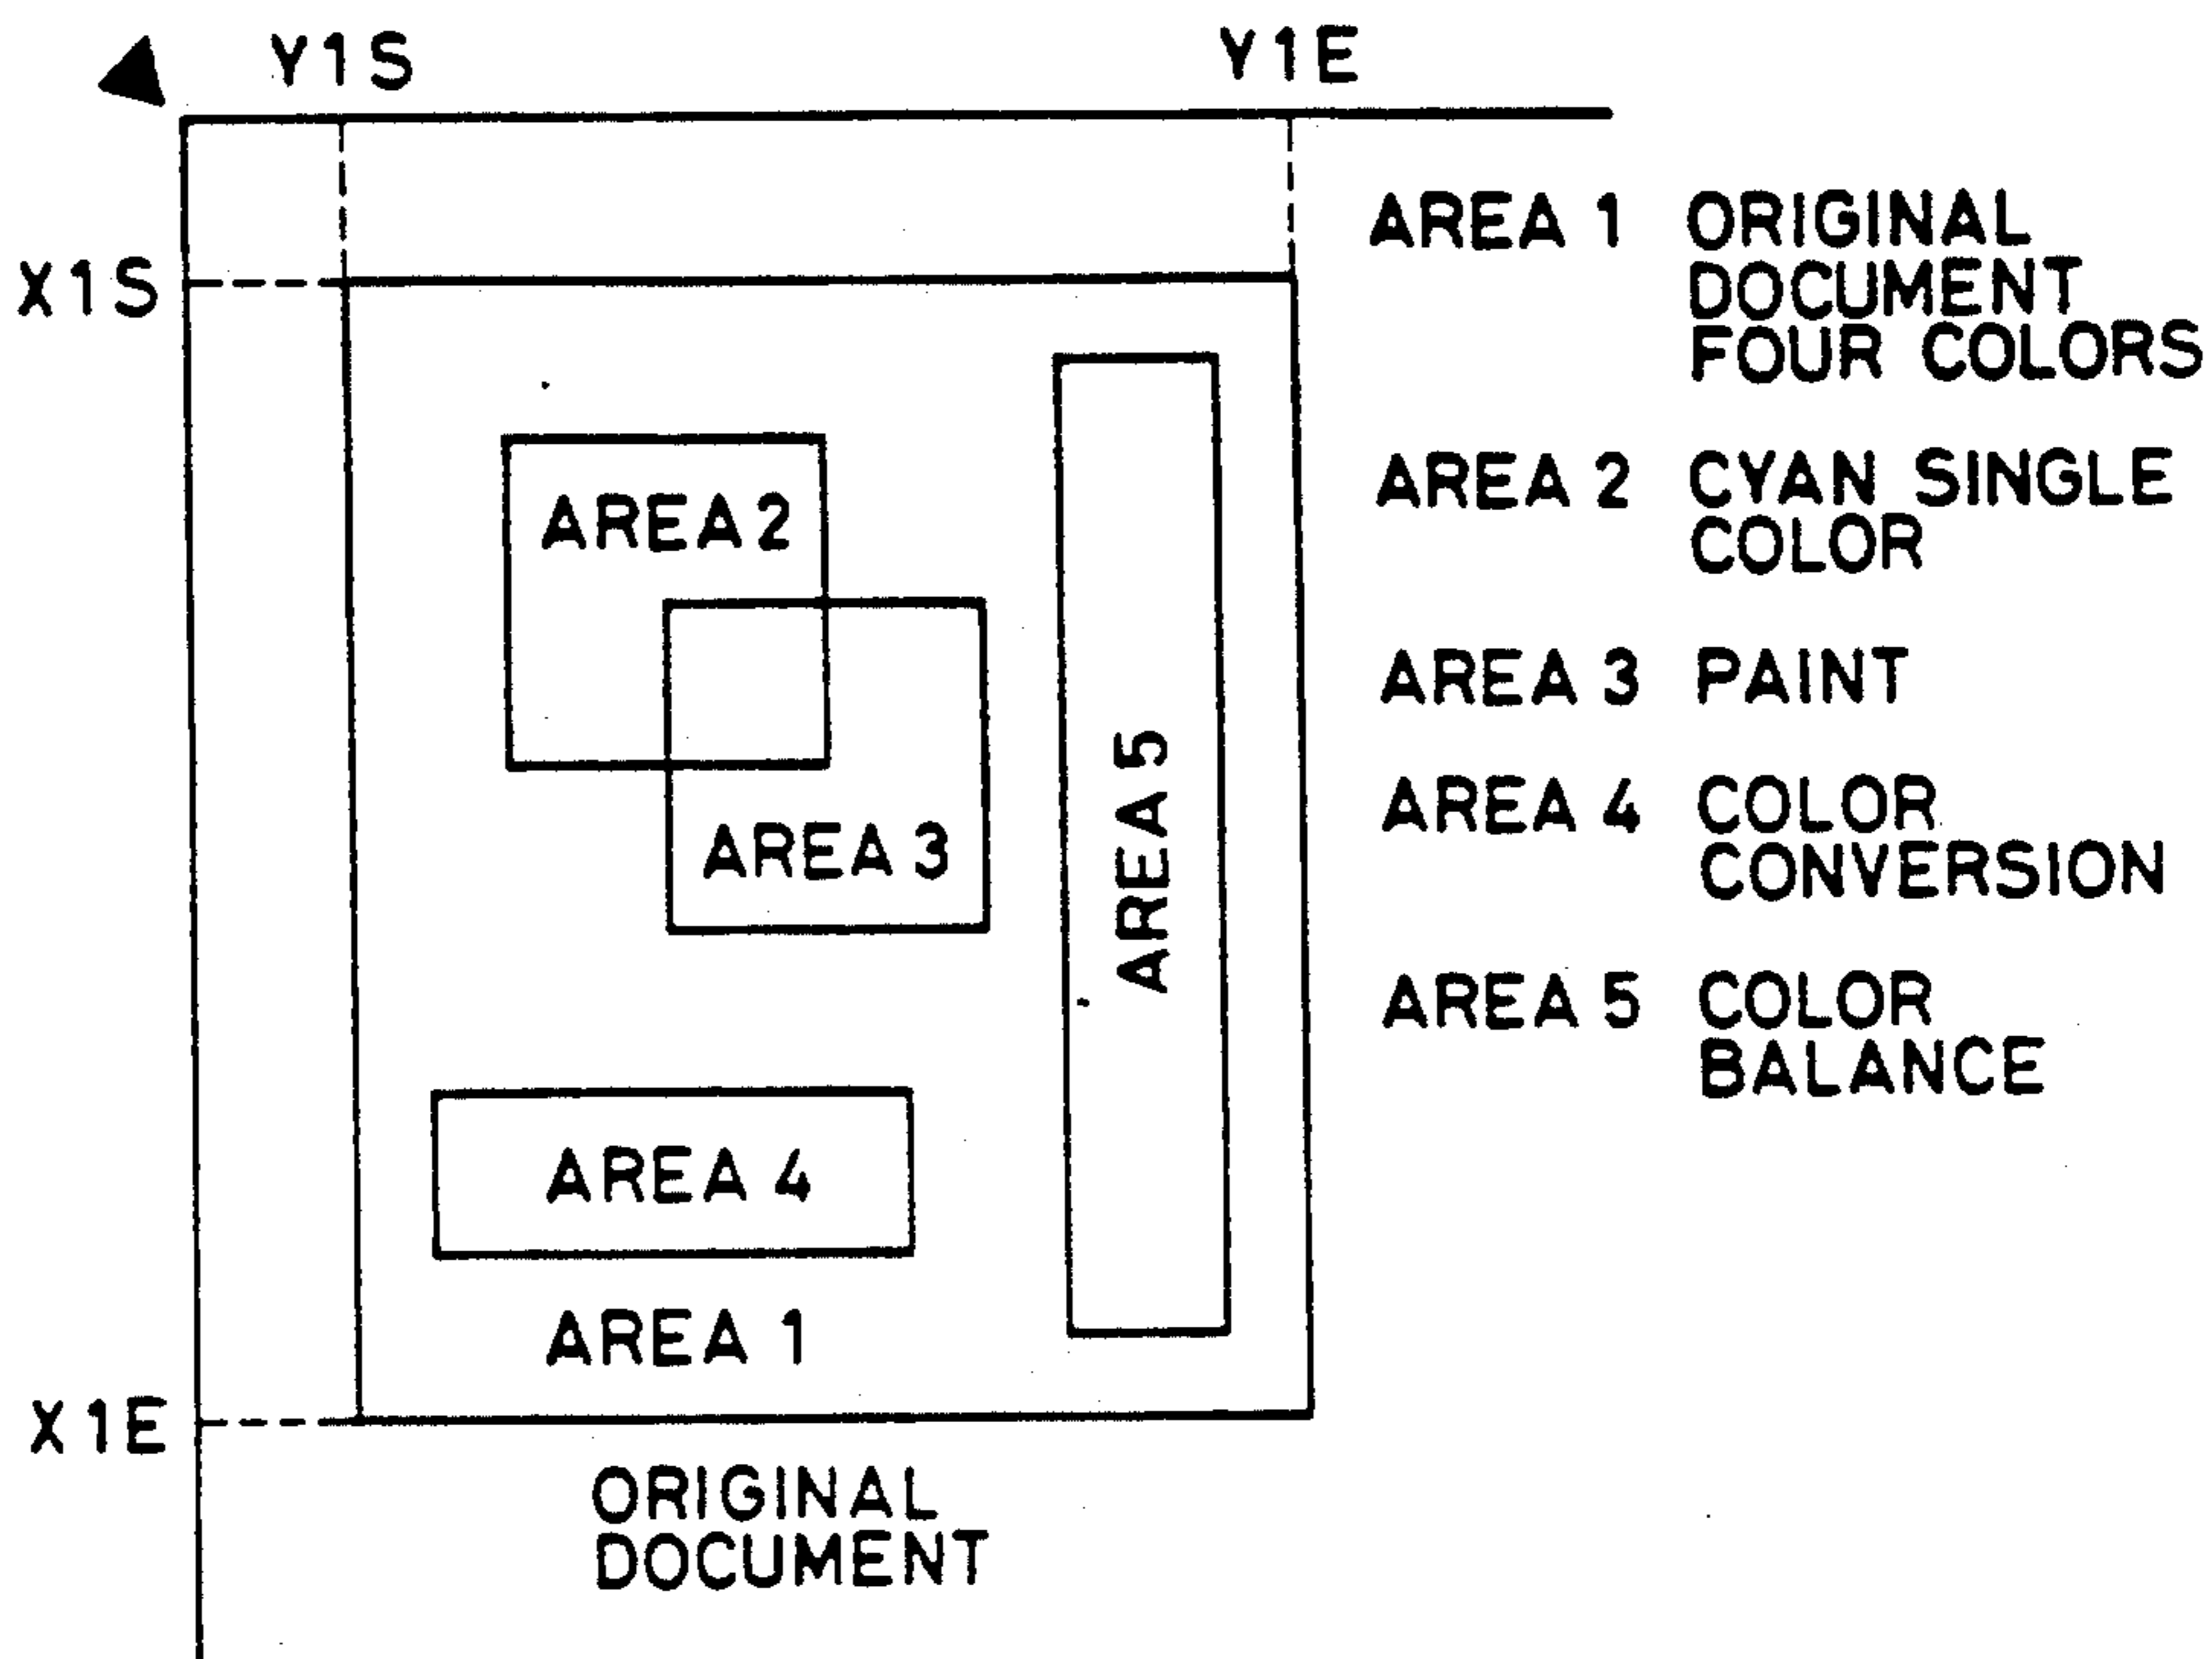 Y1S
Y1E
X1S
AREA 2
AREA 3
AREA 5
AREA 4
AREA 1
X1E
ORIGINAL
DOCUMENT
AREA 1 ORIGINAL
DOCUMENT
FOUR COLORS
AREA 2 CYAN SINGLE
COLOR
AREA 3 PAINT
AREA 4 COLOR
CONVERSION
AREA 5 COLOR
BALANCE